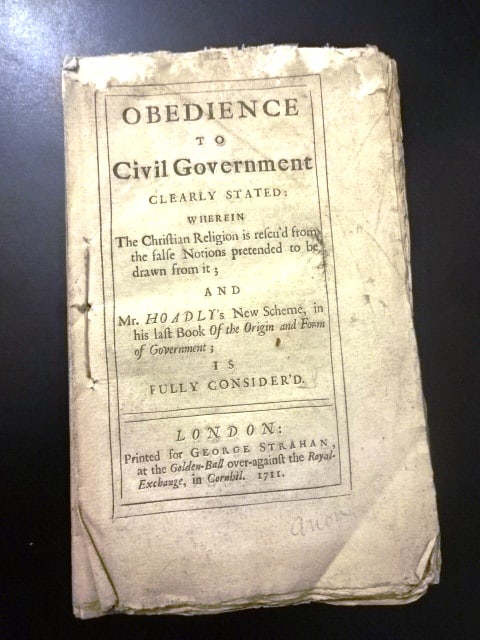 OBEDIENCE
TO
Civil Government
CLEARLY STATED:
WHEREIN
The Chriſtian Religion is reſcu'd from
the falſe Notions pretended to be
drawn from it;
AND
Mr. HOADLY's New Scheme, in
his laſt Book Of the Origin and Form
of Government;
IS
FULLY CONSIDER'D.
LONDON:
Printed for GEORGE STRAHAN,
at the Golden-Ball over-againſt the Royal-
Exchange, in Cornhil. 1711.
anon